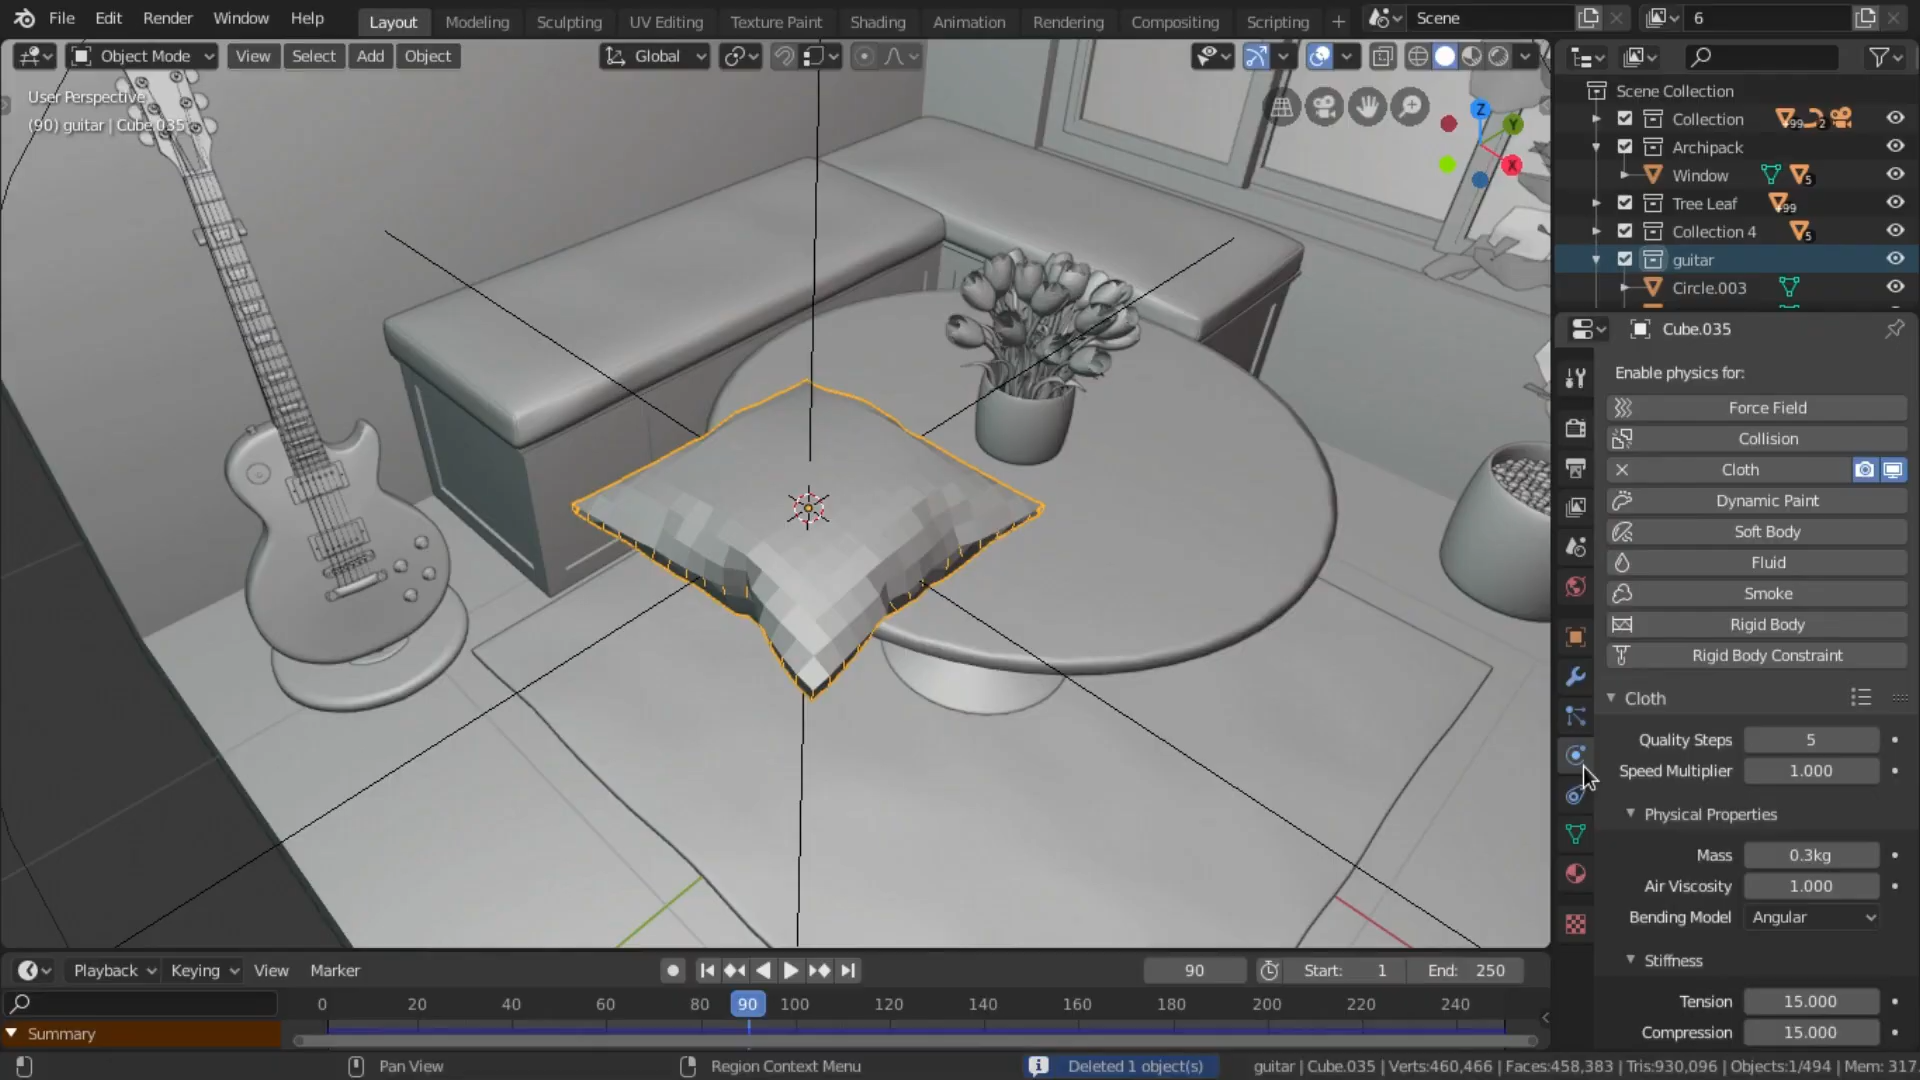 File Edit Render Window Help Layout Modeling Sculpting UV Editing Texture Paint Shading Animation Rendering Compositing Scripting + Scene 6
Object Mode View Select Add Object Global
User Perspective
(90) guitar | Cube.035
Z
Y
X
Scene Collection
Collection +99 2
Archipack
Window 5
Tree Leaf +99
Collection 4 5
guitar
Circle.003
Cube.035
Enable physics for:
Force Field
Collision
Cloth
Dynamic Paint
Soft Body
Fluid
Smoke
Rigid Body
Rigid Body Constraint
Cloth
Quality Steps 5
Speed Multiplier 1.000
Physical Properties
Mass 0.3kg
Air Viscosity 1.000
Bending Model Angular
Stiffness
Tension 15.000
Compression 15.000
Playback Keying View Marker 90 Start: 1 End: 250
0 20 40 60 80 90 100 120 140 160 180 200 220 240
Summary
Pan View Region Context Menu Deleted 1 object(s) guitar | Cube.035 | Verts:460,466 | Faces:458,383 | Tris:930,096 | Objects:1/494 | Mem: 317